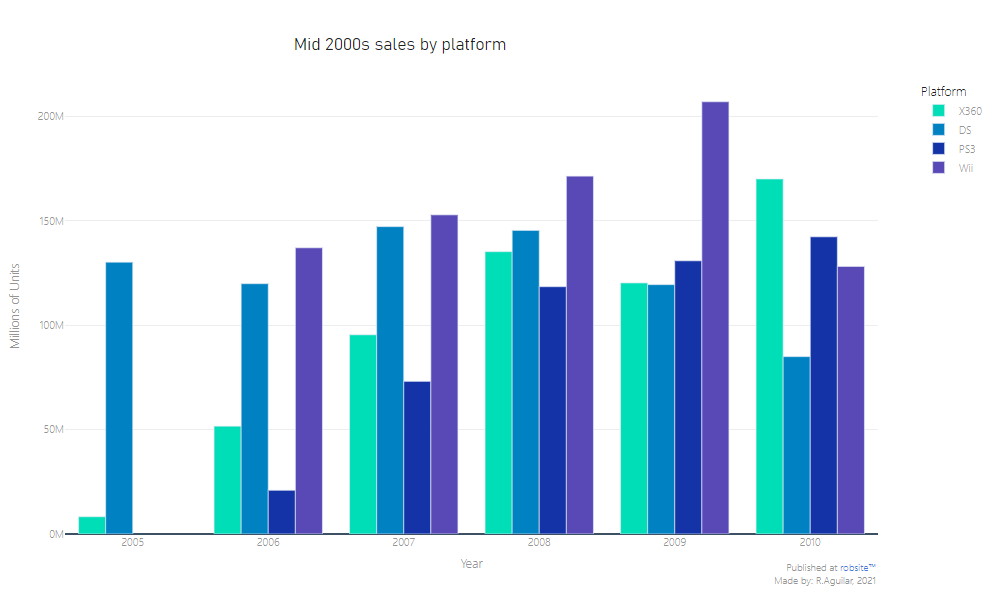 Mid 2000s sales by platform
Platform
X360
DS
PS3
Wii
200M
150M
100M
50M
0M
Millions of Units
2005 2006 2007 2008 2009 2010
Year
Published at robsite™
Made by: R.Aguilar, 2021